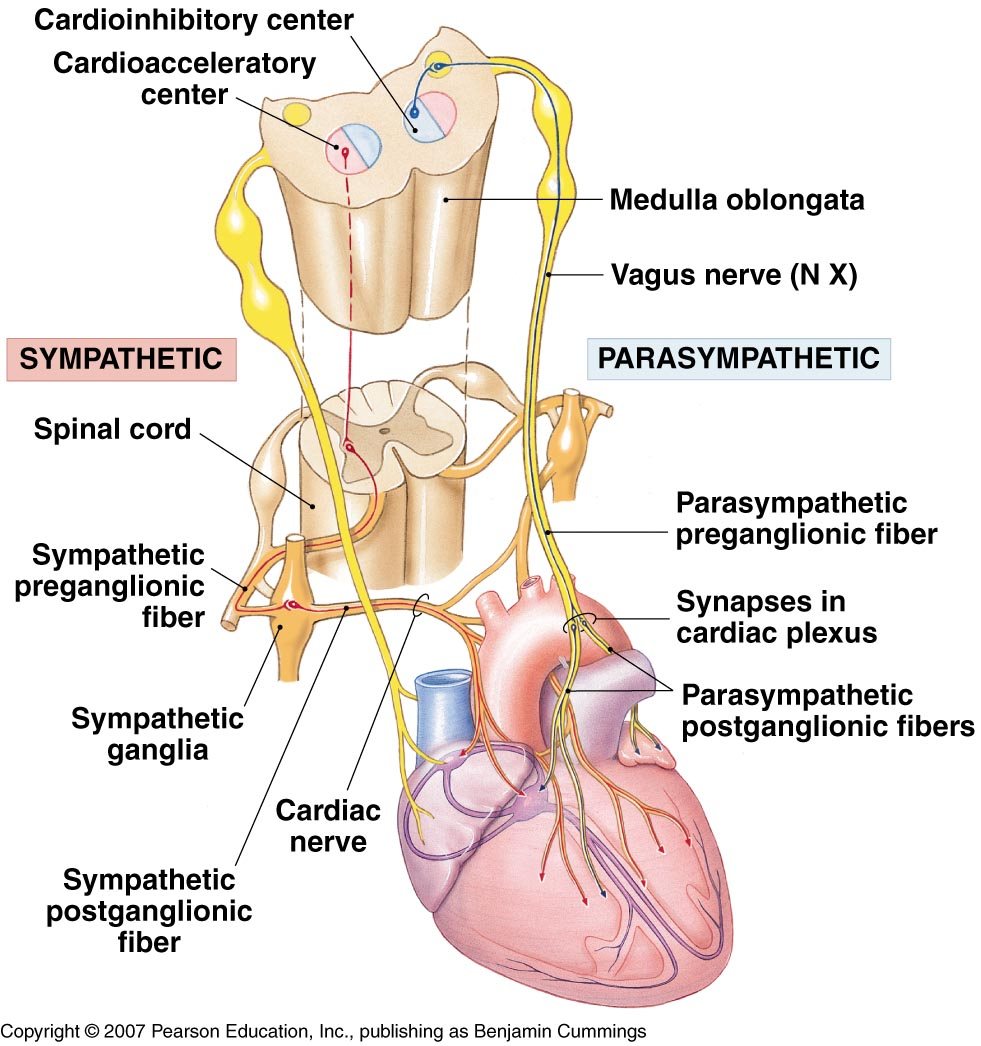 Cardioinhibitory center
Cardioacceleratory
center
Medulla oblongata
Vagus nerve (N X)
SYMPATHETIC
PARASYMPATHETIC
Spinal cord
Parasympathetic
preganglionic fiber
Sympathetic
preganglionic
fiber
Synapses in
cardiac plexus
Parasympathetic
postganglionic fibers
Sympathetic
ganglia
Cardiac
nerve
Sympathetic
postganglionic
fiber
Copyright © 2007 Pearson Education, Inc., publishing as Benjamin Cummings